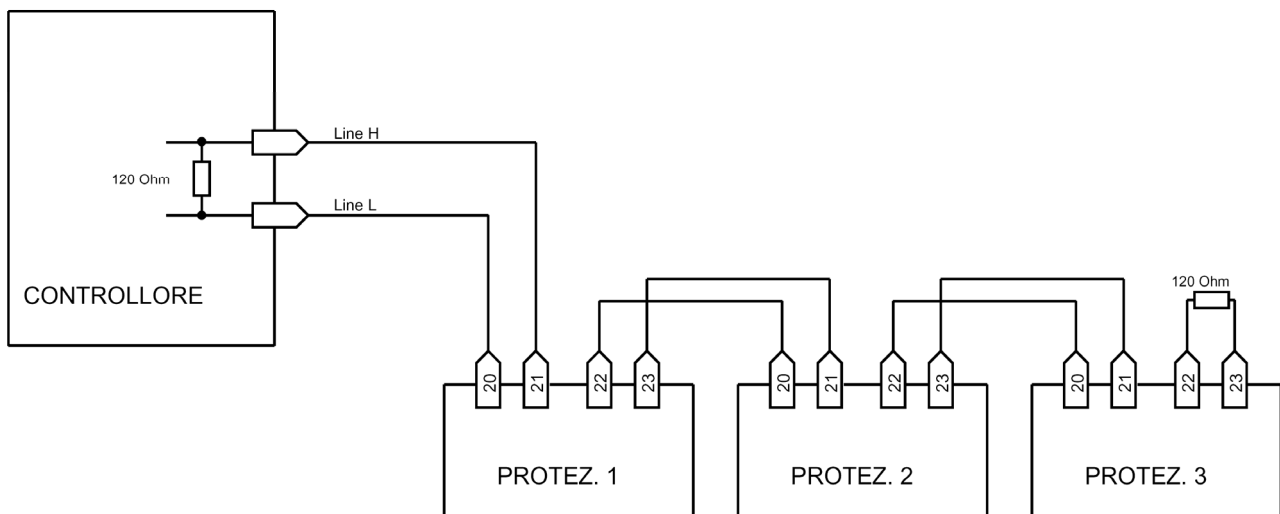 Line H
120 Ohm
Line L
CONTROLLORE
120 Ohm
20 21 22 23 20 21 22 23 20 21 22 23
PROTEZ. 1 PROTEZ. 2 PROTEZ. 3